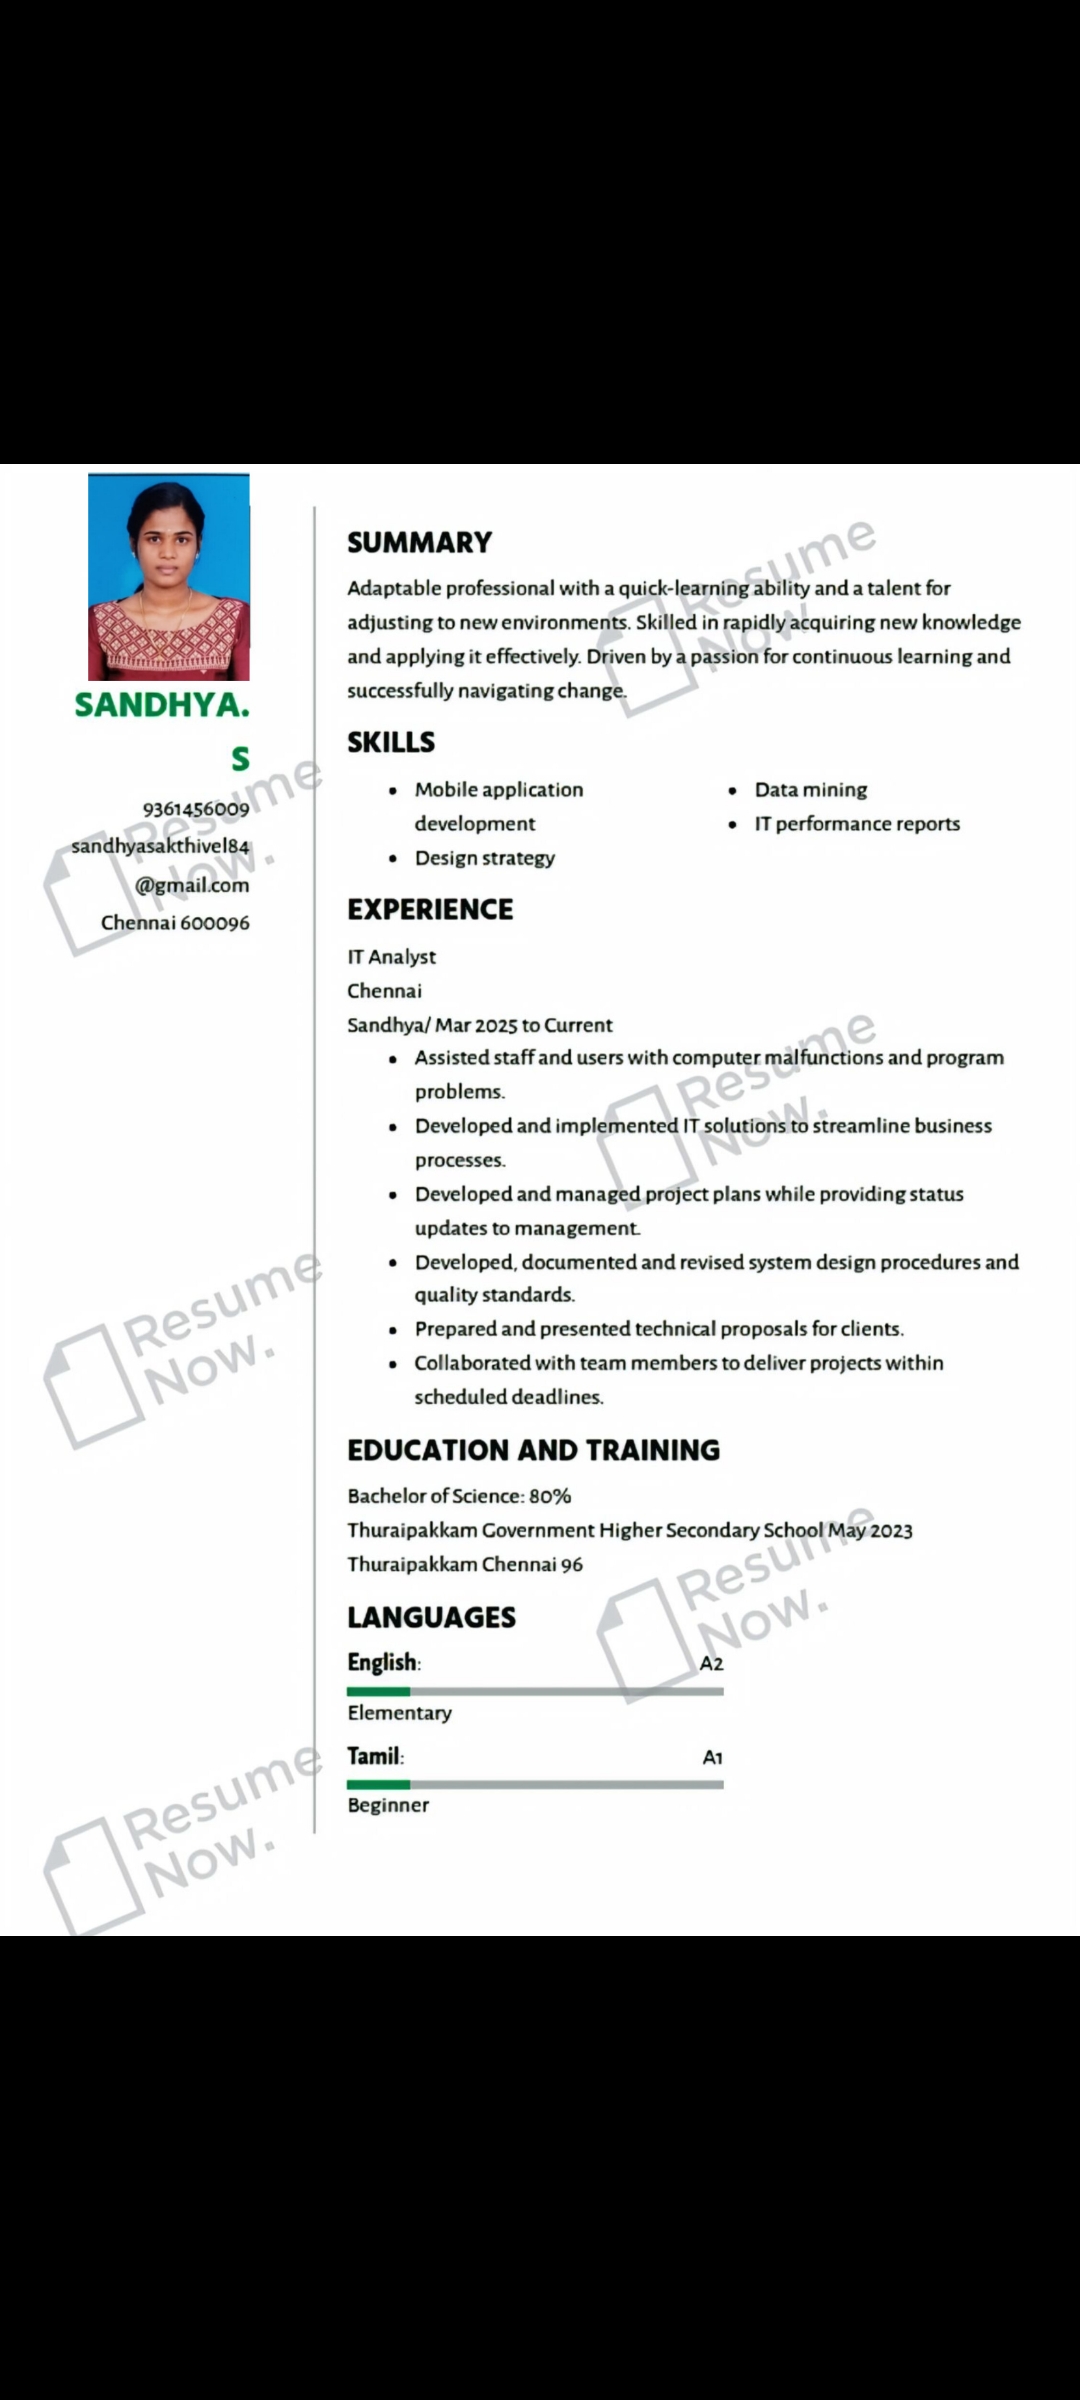 SANDHYA.
S
9361456009
sandhyasakthivel84
@gmail.com
Chennai 600096
SUMMARY
Adaptable professional with a quick-learning ability and a talent for
adjusting to new environments. Skilled in rapidly acquiring new knowledge
and applying it effectively. Driven by a passion for continuous learning and
successfully navigating change.
SKILLS
• Mobile application
development
• Design strategy
• Data mining
• IT performance reports
EXPERIENCE
IT Analyst
Chennai
Sandhya/ Mar 2025 to Current
• Assisted staff and users with computer malfunctions and program
problems.
• Developed and implemented IT solutions to streamline business
processes.
• Developed and managed project plans while providing status
updates to management.
• Developed, documented and revised system design procedures and
quality standards.
• Prepared and presented technical proposals for clients.
• Collaborated with team members to deliver projects within
scheduled deadlines.
EDUCATION AND TRAINING
Bachelor of Science: 80%
Thuraipakkam Government Higher Secondary School May 2023
Thuraipakkam Chennai 96
LANGUAGES
English: A2
Elementary
Tamil: A1
Beginner
Resume
Now.
Resume
Now.
Resume
Now.
Resume
Now.
Resume
Now.
Resume
Now.